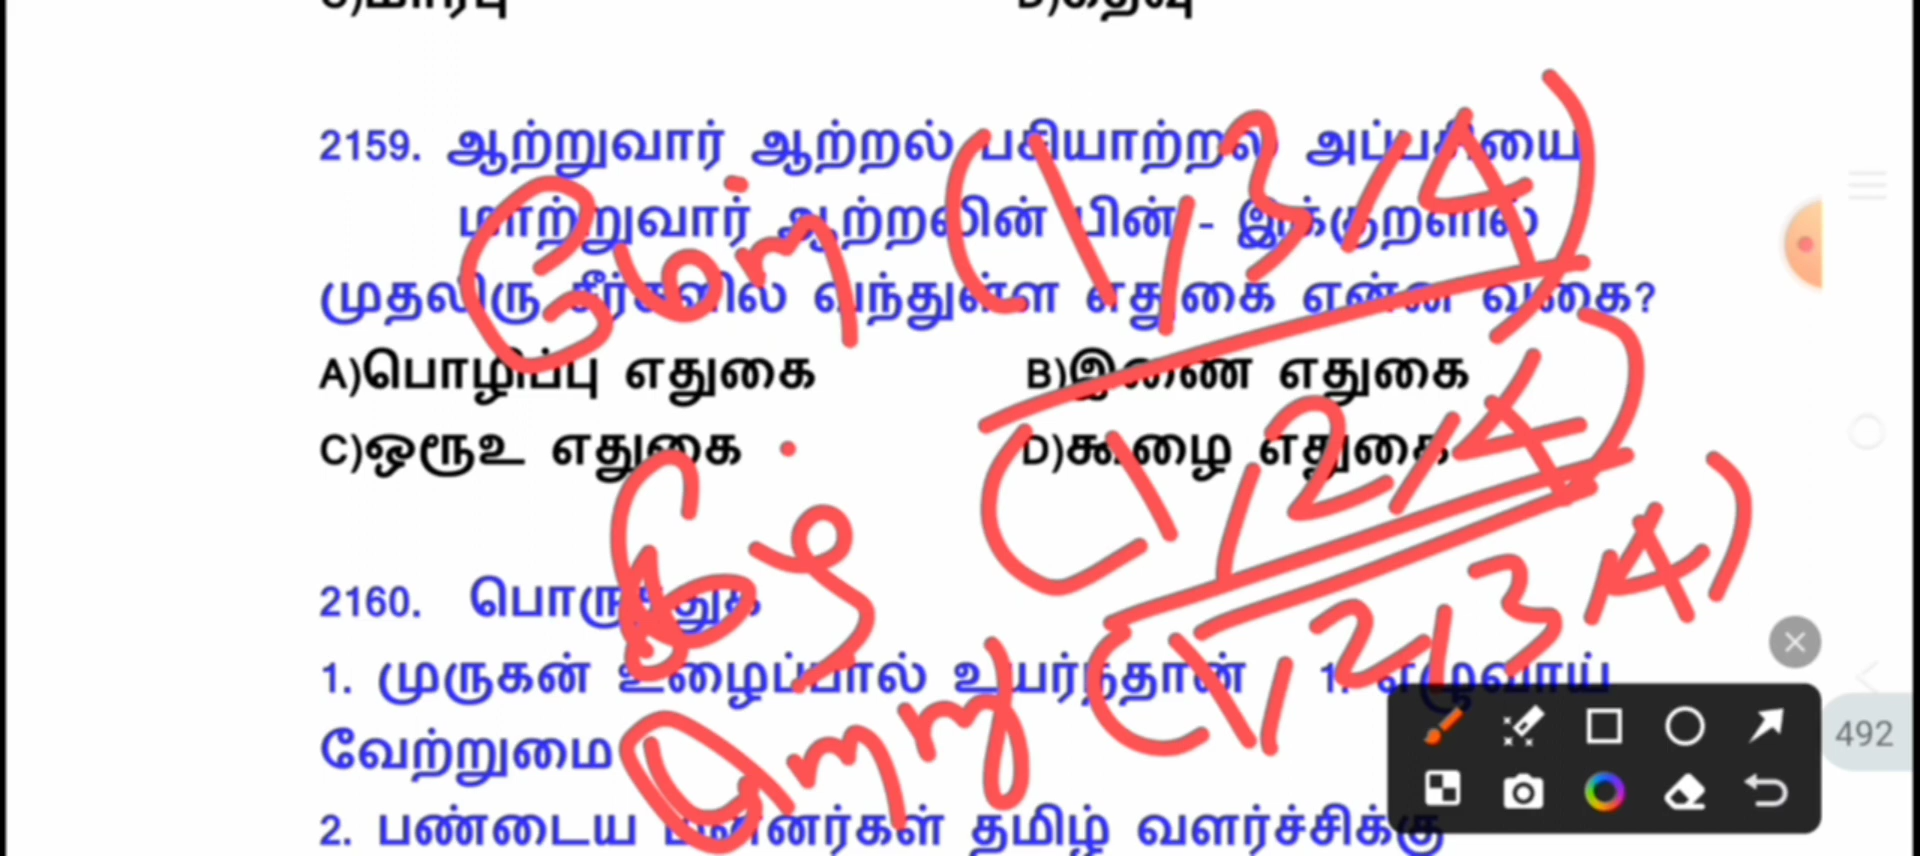 2159. ஆற்றுவார் ஆற்றல் பசியாற்றல் அப்பசியை
மாற்றுவார் ஆற்றலின் பின் - இக்குறளில்
முதலிரு சீர்களில் வந்துள்ள எதுகை என்ன வகை?
A)பொழிப்பு எதுகை B)இணை எதுகை
C)ஒரூஉ எதுகை D)கூழை எதுகை
(1,3,4)
(1,2,4)
(1,2,3,4)
2160. பொருத்துக
1. முருகன் உழைப்பால் உயர்ந்தான் 1. எழுவாய்
வேற்றுமை
2. பண்டைய மன்னர்கள் தமிழ் வளர்ச்சிக்கு
492